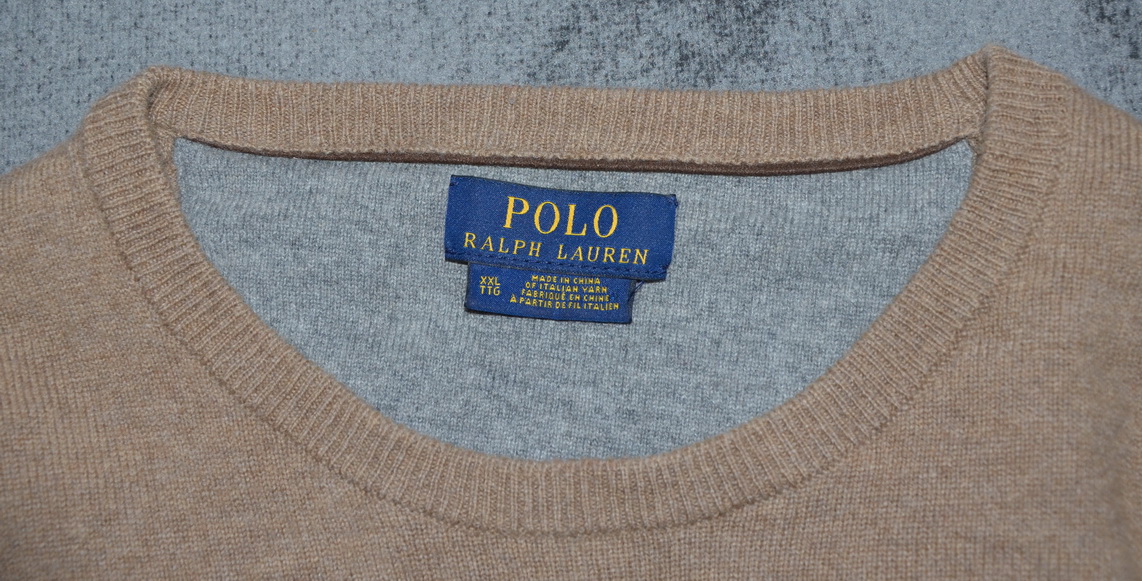 POLO
RALPH LAUREN
XXL
TTG
MADE IN CHINA
OF ITALIAN YARN
FABRIQUÉ EN CHINE
À PARTIR DE FIL ITALIEN